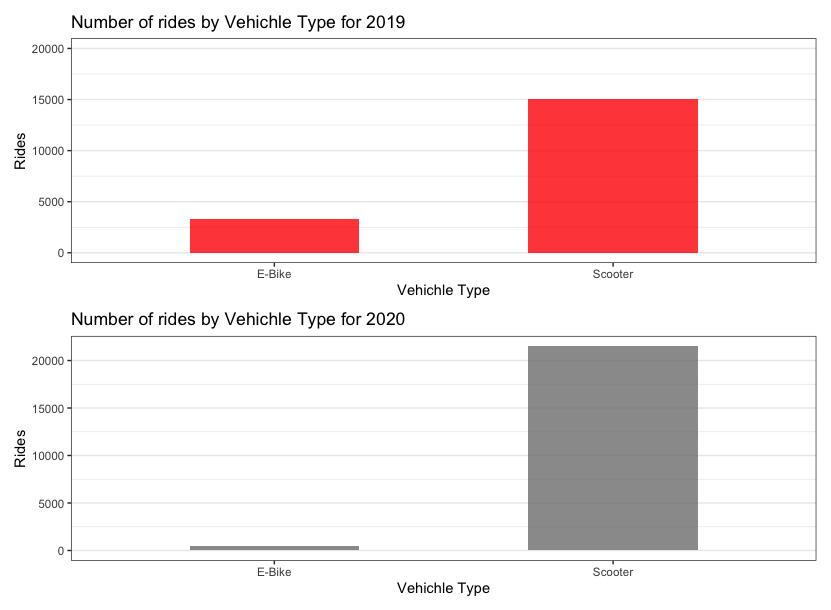 Number of rides by Vehichle Type for 2019
20000
15000
10000
5000
0
Rides
E-Bike Scooter
Vehichle Type
Number of rides by Vehichle Type for 2020
20000
15000
10000
5000
0
Rides
E-Bike Scooter
Vehichle Type